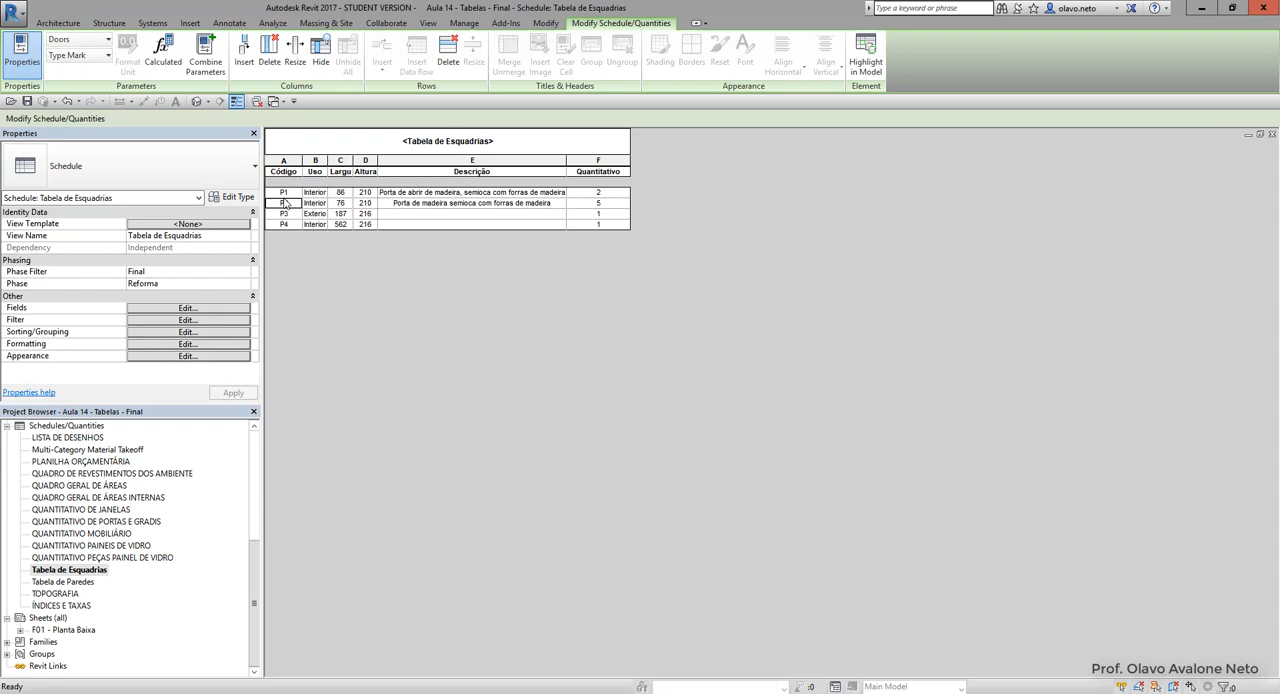 Autodesk Revit 2017 - STUDENT VERSION - Aula 14 - Tabelas - Final - Schedule: Tabela de Esquadrias
Type a keyword or phrase
olavo.neto
Architecture Structure Systems Insert Annotate Analyze Massing & Site Collaborate View Manage Add-Ins Modify Modify Schedule/Quantities
Doors
Type Mark
Properties
Format Unit
Calculated
Combine Parameters
Insert
Delete
Resize
Hide
Unhide All
Insert
Insert Data Row
Delete
Resize
Merge Unmerge
Insert Image
Clear Cell
Group
Ungroup
Shading
Borders
Reset
Font
Align Horizontal
Align Vertical
Highlight in Model
Properties Parameters Columns Rows Titles & Headers Appearance Element
Modify Schedule/Quantities
Properties
Schedule
Schedule: Tabela de Esquadrias
Edit Type
Identity Data
View Template <None>
View Name Tabela de Esquadrias
Dependency Independent
Phasing
Phase Filter Final
Phase Reforma
Other
Fields Edit...
Filter Edit...
Sorting/Grouping Edit...
Formatting Edit...
Appearance Edit...
Properties help
Apply
Project Browser - Aula 14 - Tabelas - Final
Schedules/Quantities
LISTA DE DESENHOS
Multi-Category Material Takeoff
PLANILHA ORÇAMENTÁRIA
QUADRO DE REVESTIMENTOS DOS AMBIENTE
QUADRO GERAL DE ÁREAS
QUADRO GERAL DE ÁREAS INTERNAS
QUANTITATIVO DE JANELAS
QUANTITATIVO DE PORTAS E GRADIS
QUANTITATIVO MOBILIÁRIO
QUANTITATIVO PAINEIS DE VIDRO
QUANTITATIVO PEÇAS PAINEL DE VIDRO
Tabela de Esquadrias
Tabela de Paredes
TOPOGRAFIA
ÍNDICES E TAXAS
Sheets (all)
F01 - Planta Baixa
Families
Groups
Revit Links
<Tabela de Esquadrias>
A B C D E F
Código Uso Largu Altura Descrição Quantitativo
P1 Interior 86 210 Porta de abrir de madeira, semioca com forras de madeira 2
Interior 76 210 Porta de madeira semioca com forras de madeira 5
P3 Exterio 187 216 1
P4 Interior 562 216 1
Prof. Olavo Avalone Neto
Ready
:0
Main Model
:0